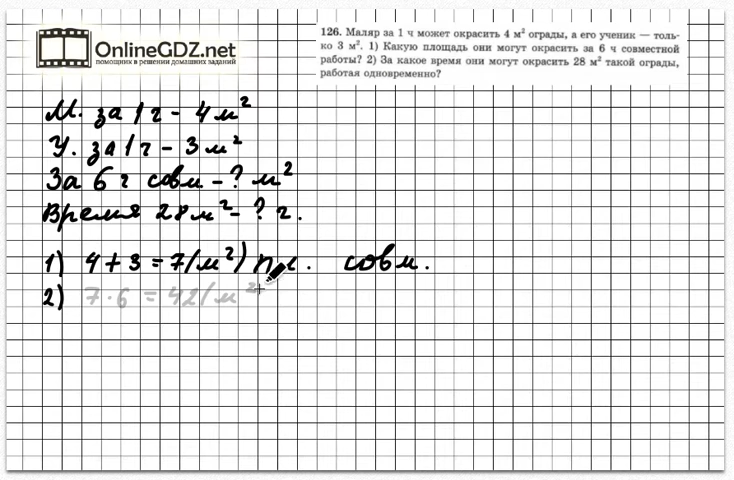 OnlineGDZ.net
помощник в решении домашних заданий
126. Маляр за 1 ч может окрасить 4 м² ограды, а его ученик — толь-
ко 3 м². 1) Какую площадь они могут окрасить за 6 ч совместной
работы? 2) За какое время они могут окрасить 28 м² такой ограды,
работая одновременно?
М. за 1 ч - 4 м²
У. за 1 ч - 3 м²
За 6 ч совм - ? м²
Время 28 м² - ? ч.
1) 4 + 3 = 7 (м²) совм.
2) 7 · 6 = 42 (м²